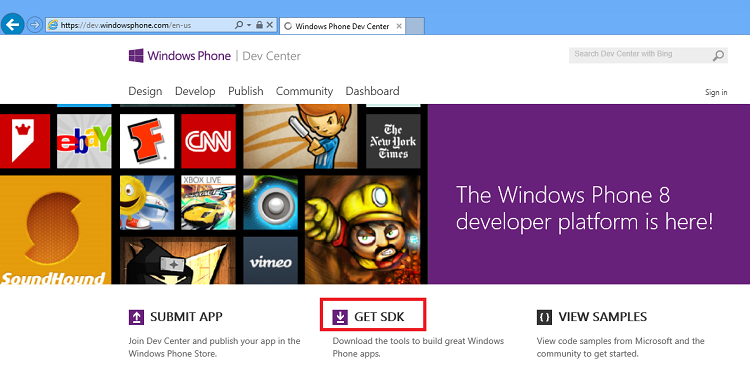 https://dev.windowsphone.com/en-us
Windows Phone Dev Center
Windows Phone | Dev Center
Search Dev Center with Bing
Design Develop Publish Community Dashboard
Sign in
ebay
CNN
The
New York
Times
XBOX LIVE
The Windows Phone 8
developer platform is here!
SoundHound
vimeo
SUBMIT APP
Join Dev Center and publish your app in the
Windows Phone Store.
GET SDK
Download the tools to build great Windows
Phone apps.
VIEW SAMPLES
View code samples from Microsoft and the
community to get started.